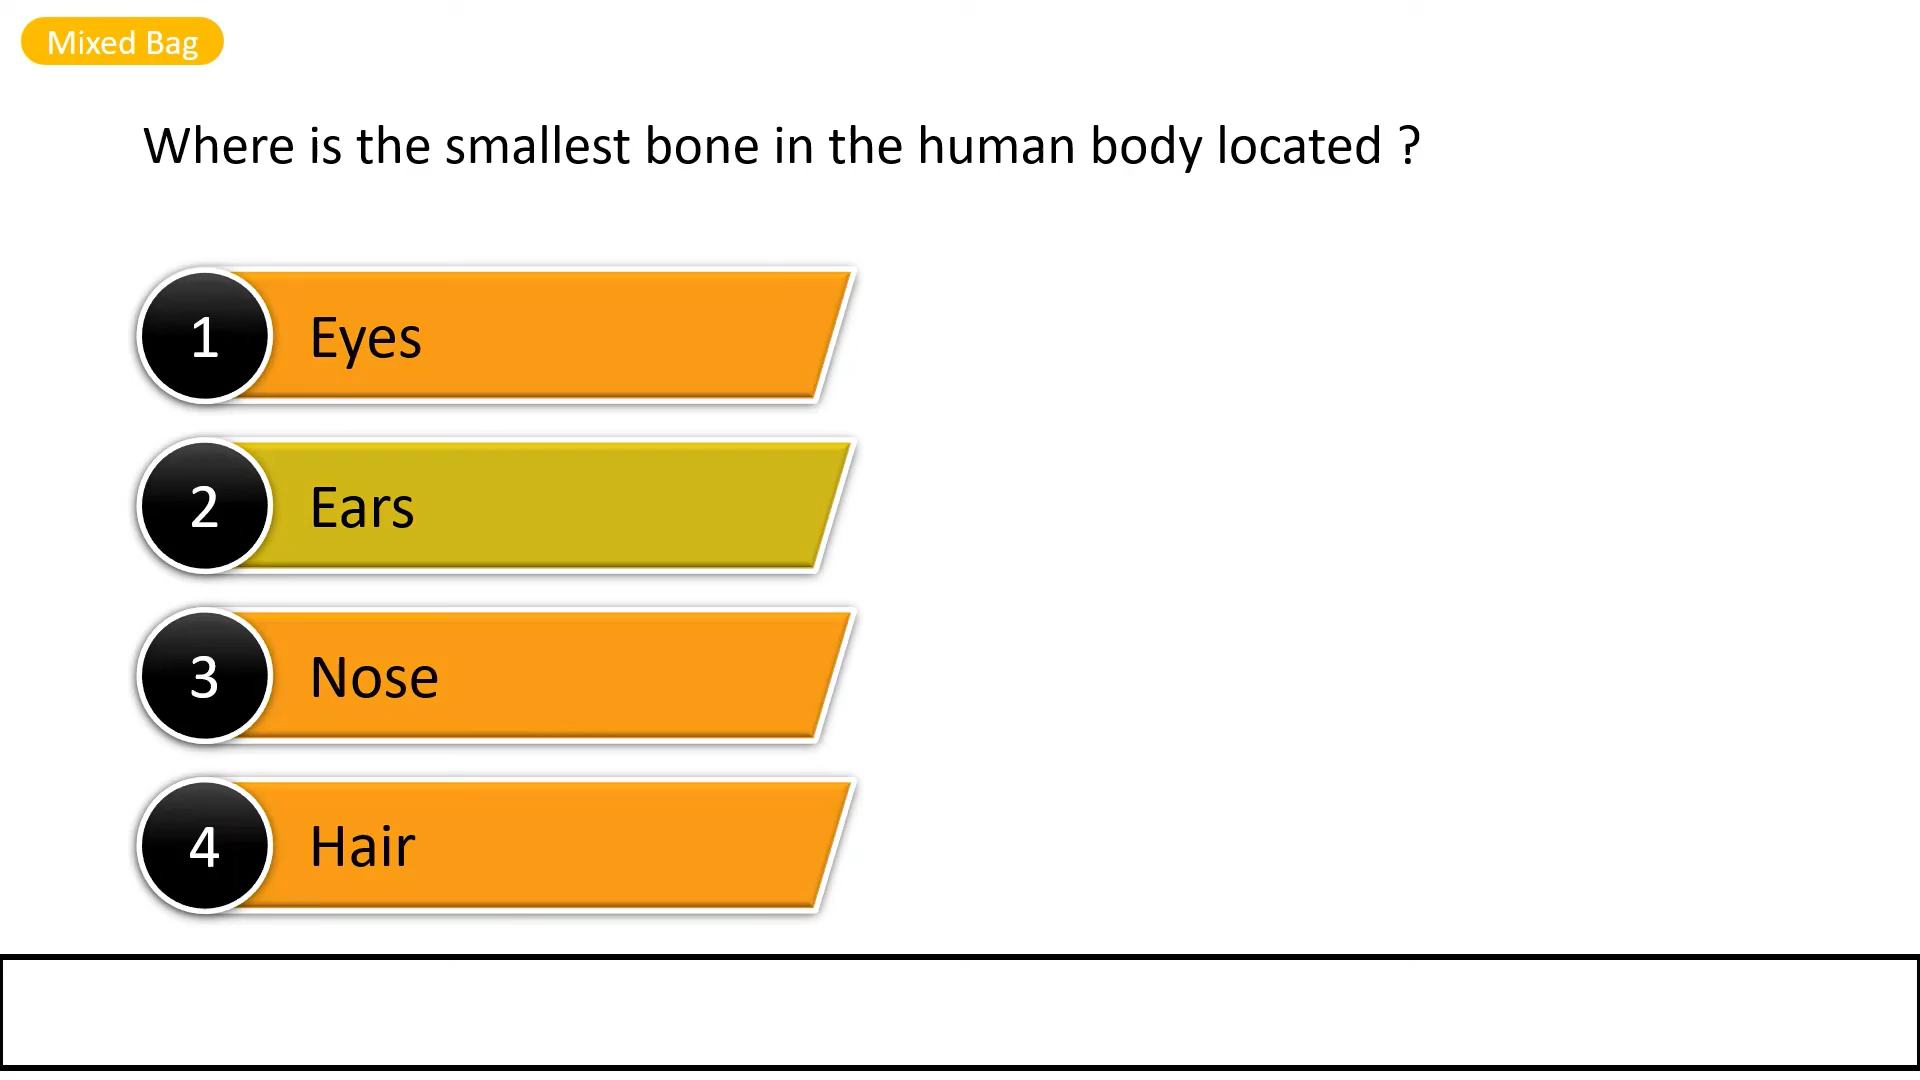 Mixed Bag
Where is the smallest bone in the human body located ?
1 Eyes
2 Ears
3 Nose
4 Hair